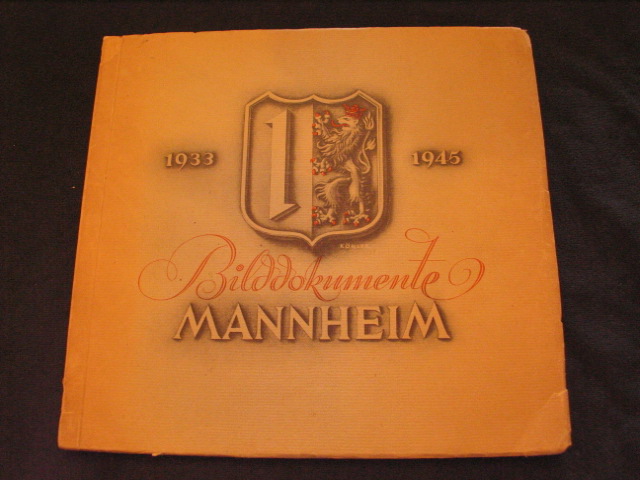 1933 1945
Bilddokumente
MANNHEIM